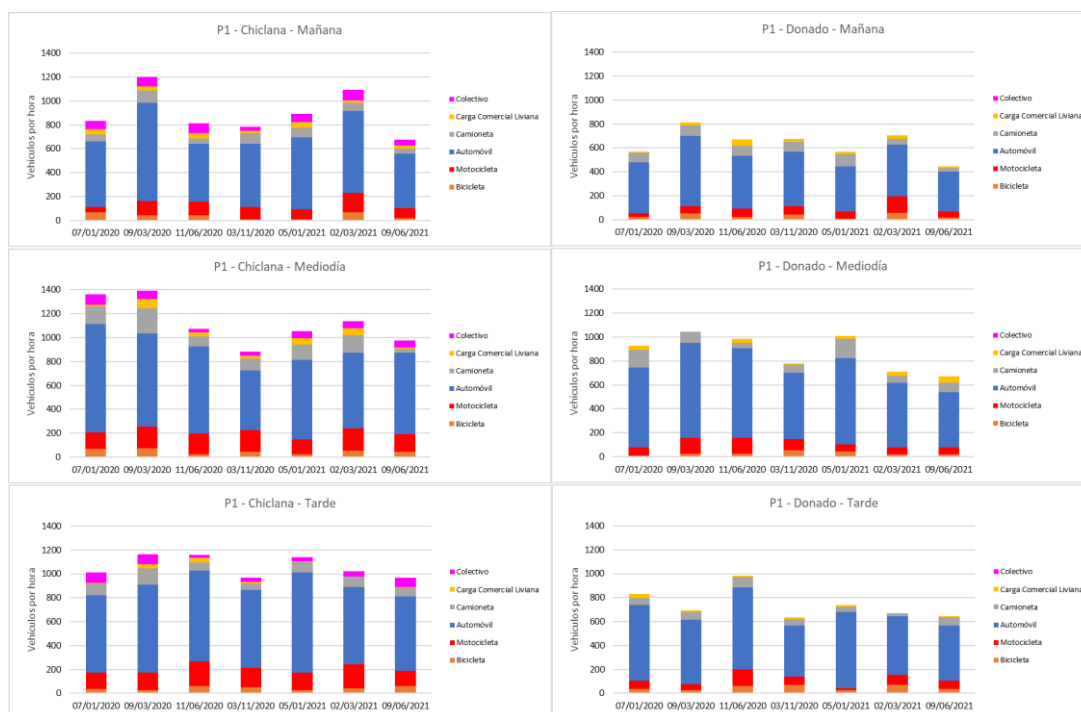 P1 - Chiclana - Mañana
Vehículos por hora
1400
1200
1000
800
600
400
200
0
07/01/2020 09/03/2020 11/06/2020 03/11/2020 05/01/2021 02/03/2021 09/06/2021
Colectivo
Carga Comercial Liviana
Camioneta
Automóvil
Motocicleta
Bicicleta
P1 - Donado - Mañana
Vehículos por hora
1400
1200
1000
800
600
400
200
0
07/01/2020 09/03/2020 11/06/2020 03/11/2020 05/01/2021 02/03/2021 09/06/2021
Colectivo
Carga Comercial Liviana
Camioneta
Automóvil
Motocicleta
Bicicleta
P1 - Chiclana - Mediodía
Vehículos por hora
1400
1200
1000
800
600
400
200
0
07/01/2020 09/03/2020 11/06/2020 03/11/2020 05/01/2021 02/03/2021 09/06/2021
Colectivo
Carga Comercial Liviana
Camioneta
Automóvil
Motocicleta
Bicicleta
P1 - Donado - Mediodía
Vehículos por hora
1400
1200
1000
800
600
400
200
0
07/01/2020 09/03/2020 11/06/2020 03/11/2020 05/01/2021 02/03/2021 09/06/2021
Colectivo
Carga Comercial Liviana
Camioneta
Automóvil
Motocicleta
Bicicleta
P1 - Chiclana - Tarde
Vehículos por hora
1400
1200
1000
800
600
400
200
0
07/01/2020 09/03/2020 11/06/2020 03/11/2020 05/01/2021 02/03/2021 09/06/2021
Colectivo
Carga Comercial Liviana
Camioneta
Automóvil
Motocicleta
Bicicleta
P1 - Donado - Tarde
Vehículos por hora
1400
1200
1000
800
600
400
200
0
07/01/2020 09/03/2020 11/06/2020 03/11/2020 05/01/2021 02/03/2021 09/06/2021
Colectivo
Carga Comercial Liviana
Camioneta
Automóvil
Motocicleta
Bicicleta